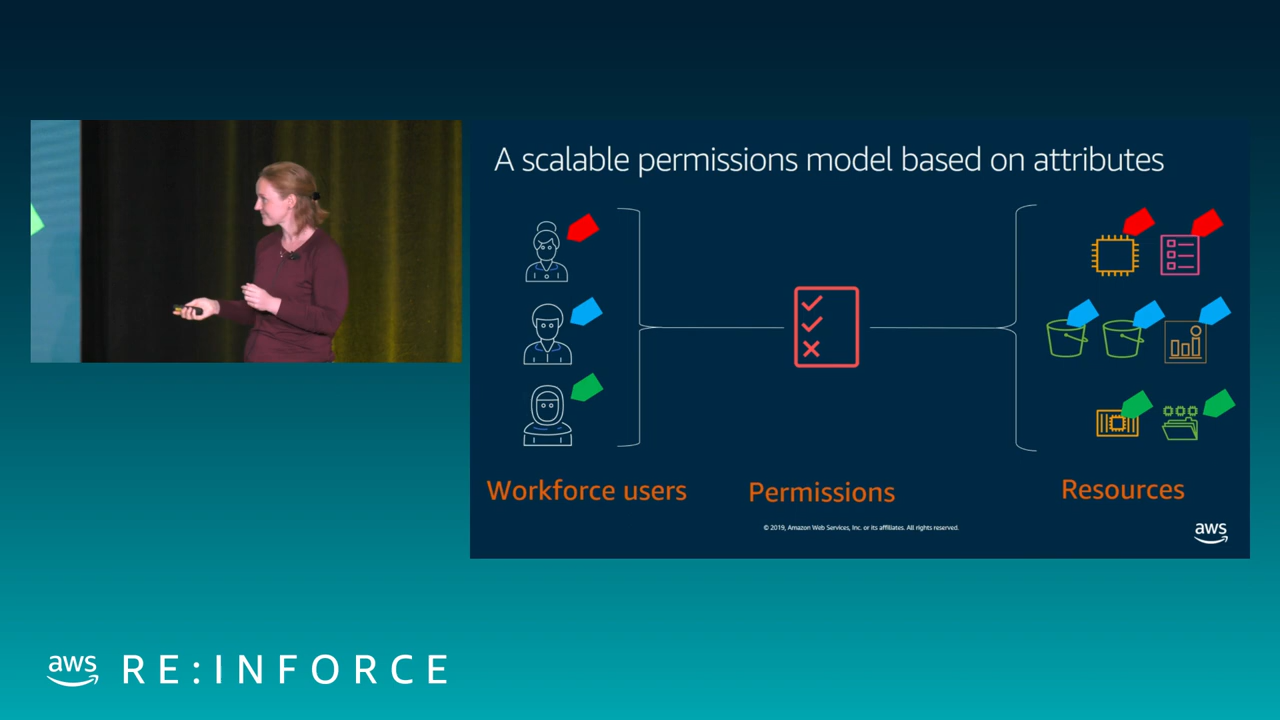 A scalable permissions model based on attributes
Workforce users
Permissions
Resources
© 2019, Amazon Web Services, Inc. or its affiliates. All rights reserved.
aws
aws RE:INFORCE